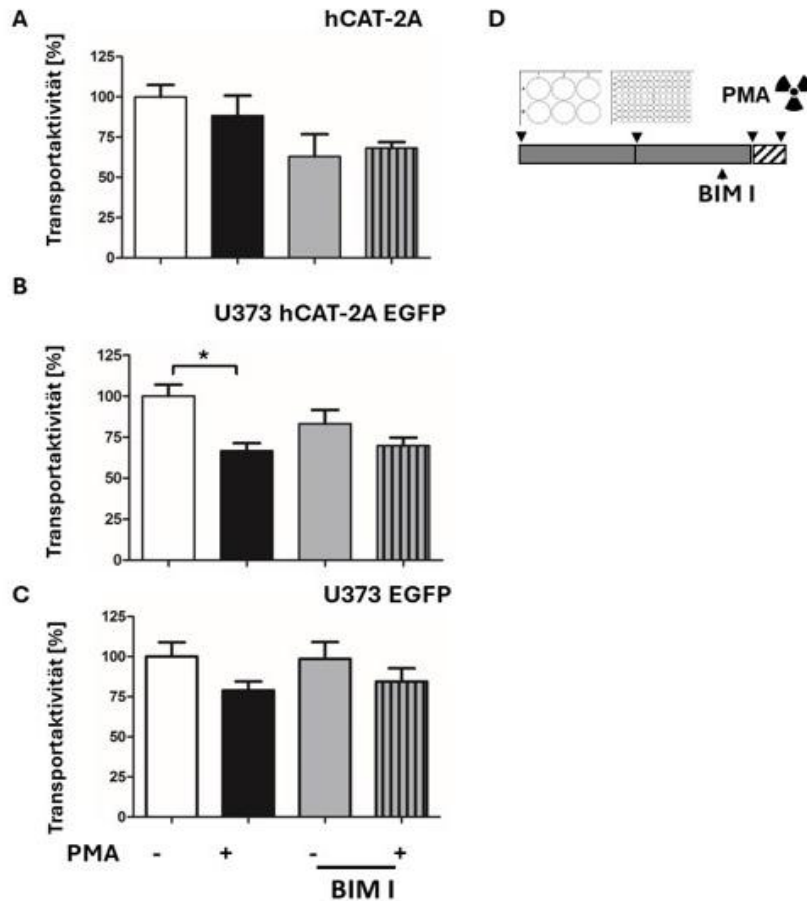 A
hCAT-2A
Transportaktivität [%]
125
100
75
50
25
0
B
U373 hCAT-2A EGFP
Transportaktivität [%]
125
100
75
50
25
0
*
C
U373 EGFP
Transportaktivität [%]
125
100
75
50
25
0
PMA - + - +
BIM I
D
PMA
BIM I